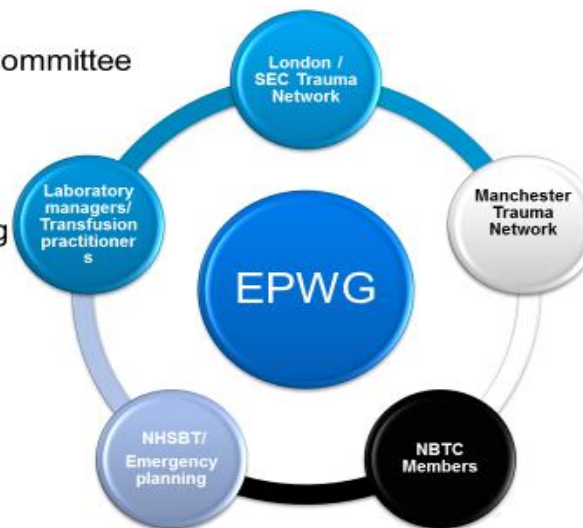 ommittee
London /
SEC Trauma
Network
Laboratory
managers/
Transfusion
practitioner
s
g
Manchester
Trauma
Network
EPWG
NHSBT/
Emergency
planning
NBTC
Members